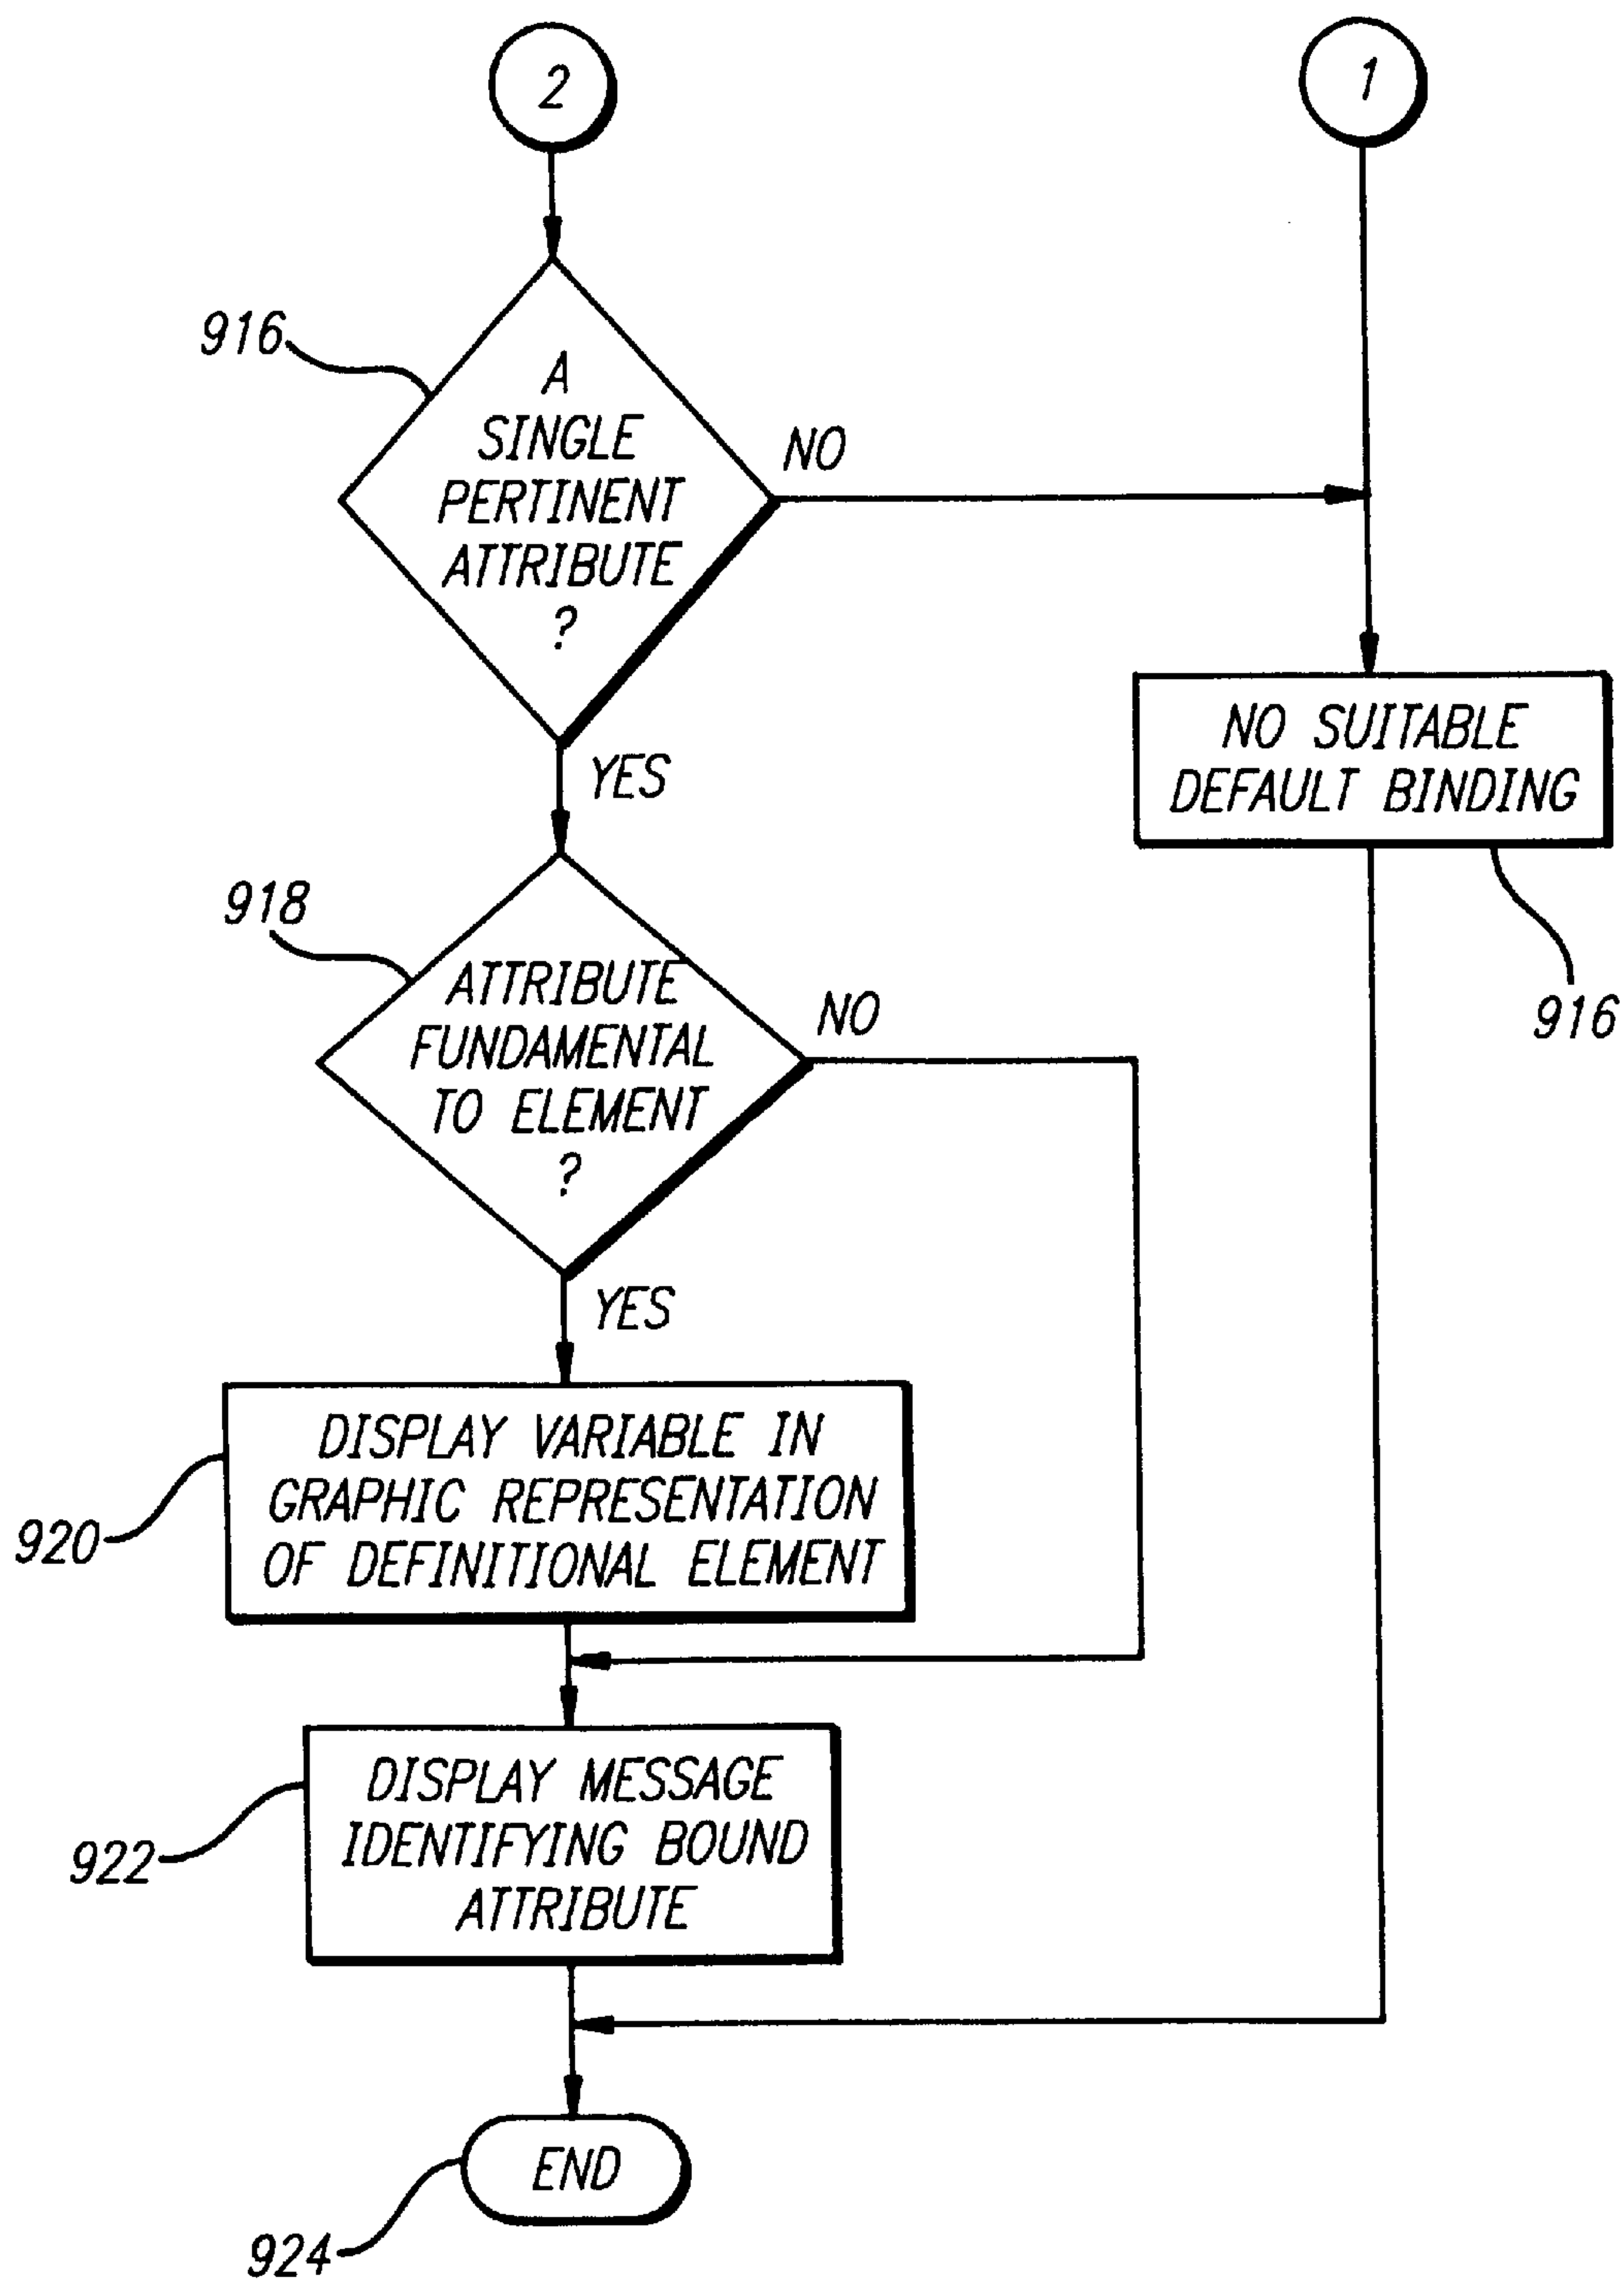 2
1
916
A
SINGLE
PERTINENT
ATTRIBUTE
?
NO
YES
NO SUITABLE
DEFAULT BINDING
916
918
ATTRIBUTE
FUNDAMENTAL
TO ELEMENT
?
NO
YES
920
DISPLAY VARIABLE IN
GRAPHIC REPRESENTATION
OF DEFINITIONAL ELEMENT
922
DISPLAY MESSAGE
IDENTIFYING BOUND
ATTRIBUTE
END
924